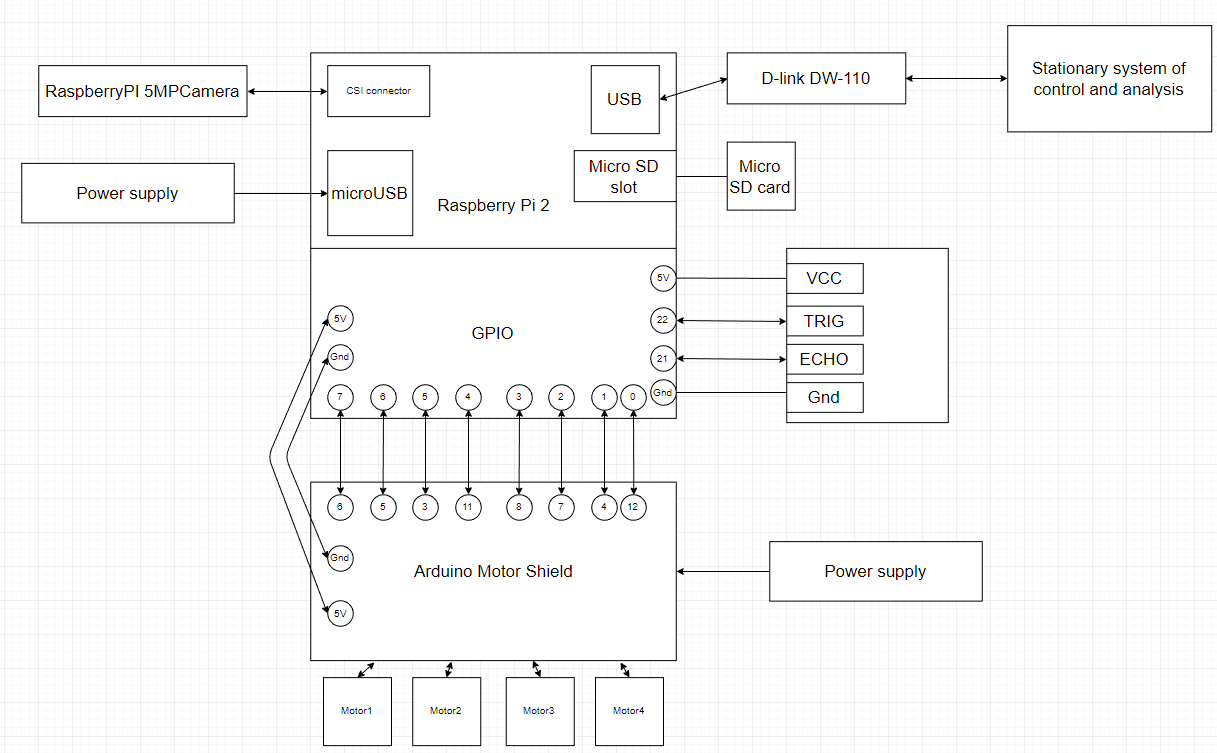 RaspberryPI 5MPCamera
CSI connector
USB
D-link DW-110
Stationary system of
control and analysis
Power supply
microUSB
Raspberry Pi 2
Micro SD
slot
Micro
SD card
5V
VCC
22
TRIG
21
ECHO
Gnd
Gnd
5V
Gnd
GPIO
7
6
5
4
3
2
1
0
6
5
3
11
8
7
4
12
Gnd
5V
Arduino Motor Shield
Power supply
Motor1
Motor2
Motor3
Motor4